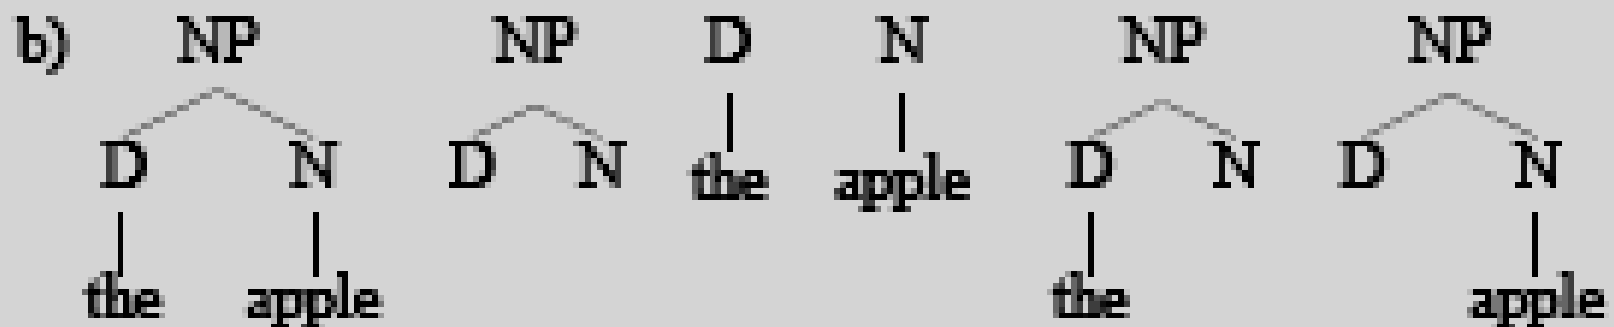 b) NP NP D N NP NP
D N D N the apple D N D N
the apple the apple